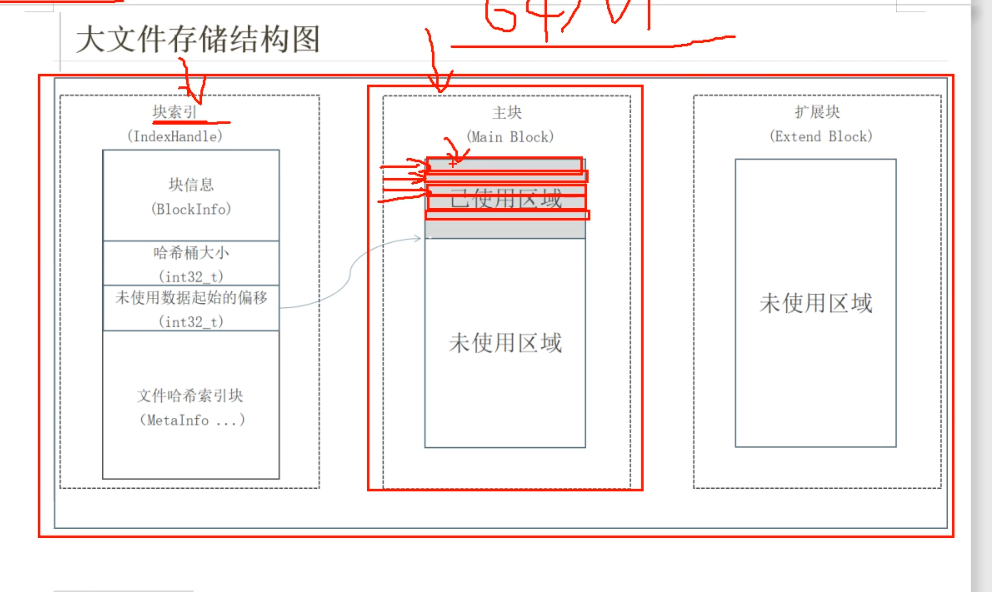 64M
大文件存储结构图
块索引
(IndexHandle)
块信息
(BlockInfo)
哈希桶大小
(int32_t)
未使用数据起始的偏移
(int32_t)
文件哈希索引块
(MetaInfo ...)
主块
(Main Block)
已使用区域
未使用区域
扩展块
(Extend Block)
未使用区域